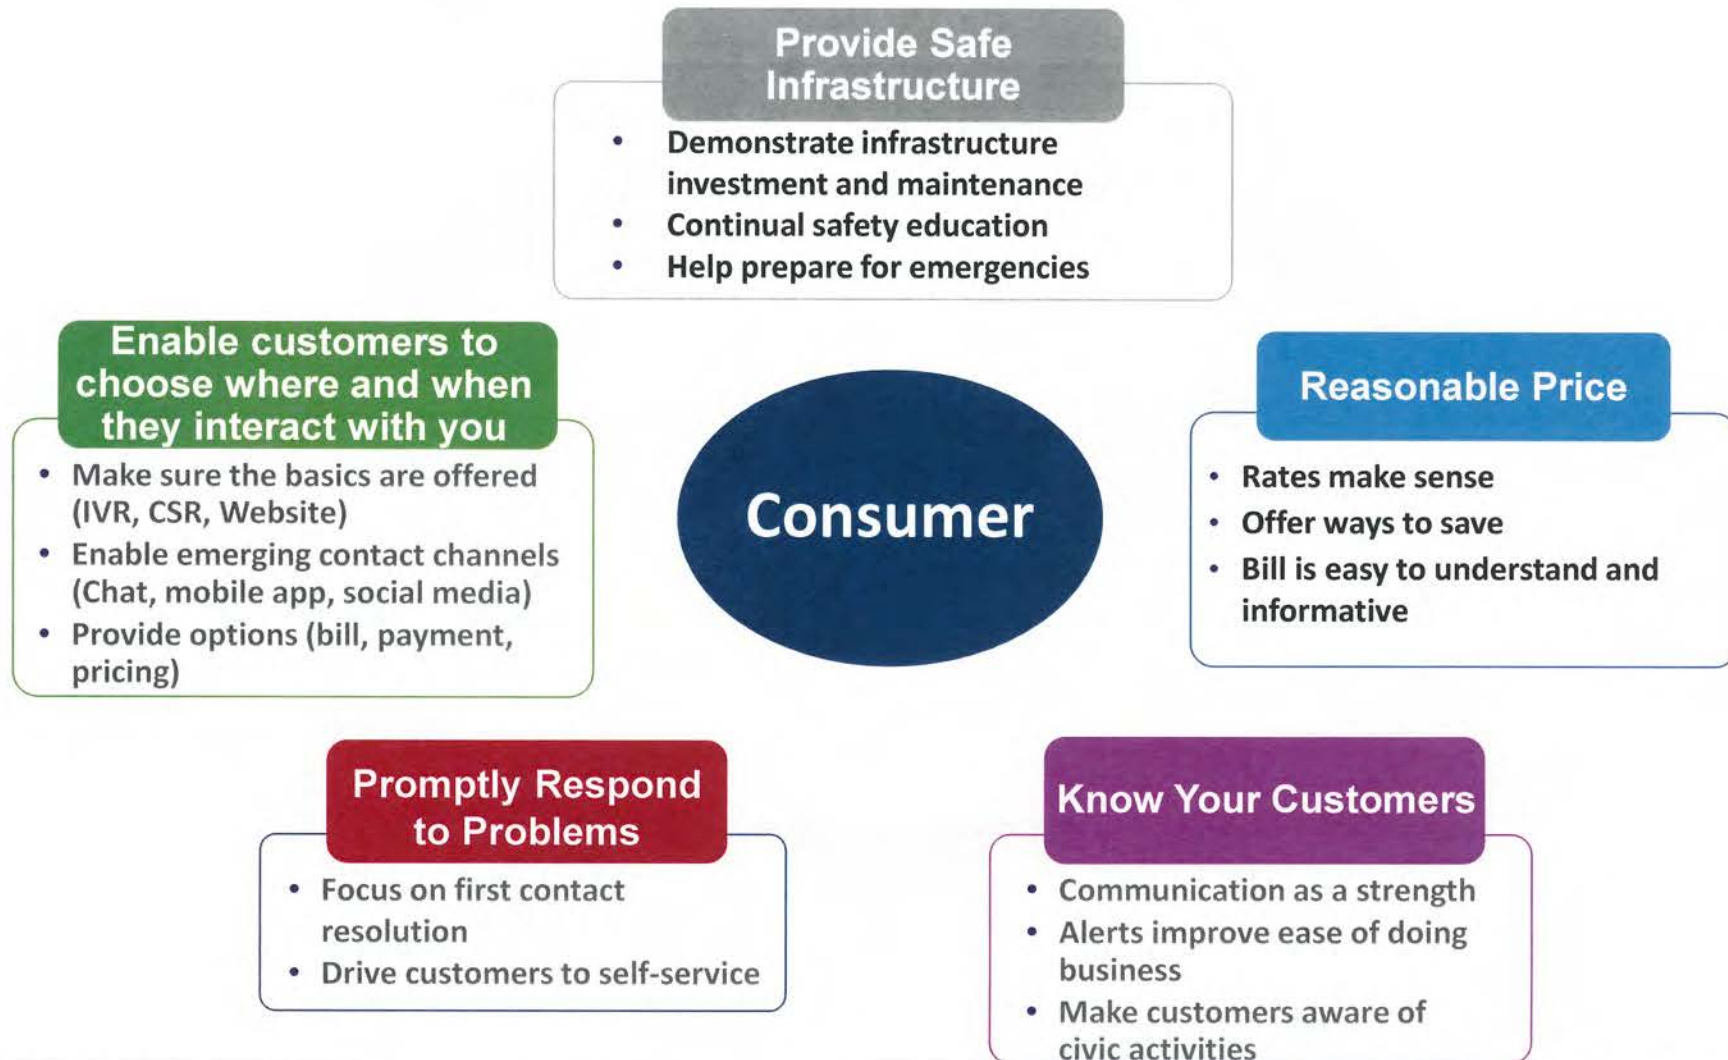 Provide Safe
Infrastructure
• Demonstrate infrastructure
investment and maintenance
• Continual safety education
• Help prepare for emergencies
Enable customers to
choose where and when
they interact with you
• Make sure the basics are offered
(IVR, CSR, Website)
• Enable emerging contact channels
(Chat, mobile app, social media)
• Provide options (bill, payment,
pricing)
Consumer
Reasonable Price
• Rates make sense
• Offer ways to save
• Bill is easy to understand and
informative
Promptly Respond
to Problems
• Focus on first contact
resolution
• Drive customers to self-service
Know Your Customers
• Communication as a strength
• Alerts improve ease of doing
business
• Make customers aware of
civic activities